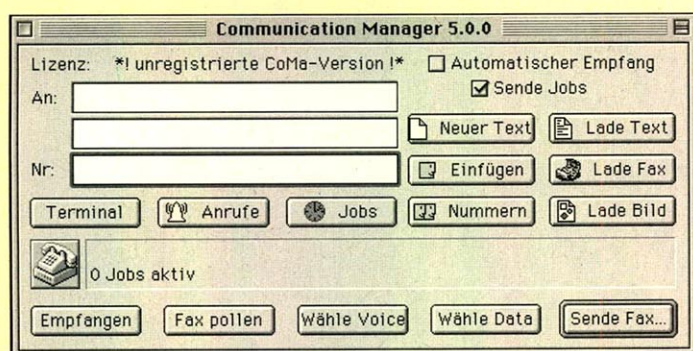 Communication Manager 5.0.0
Lizenz: *! unregistrierte CoMa-Version !* Automatischer Empfang
Sende Jobs
An:
Neuer Text Lade Text
Nr: Einfügen Lade Fax
Terminal Anrufe Jobs Nummern Lade Bild
0 Jobs aktiv
Empfangen Fax pollen Wähle Voice Wähle Data Sende Fax...